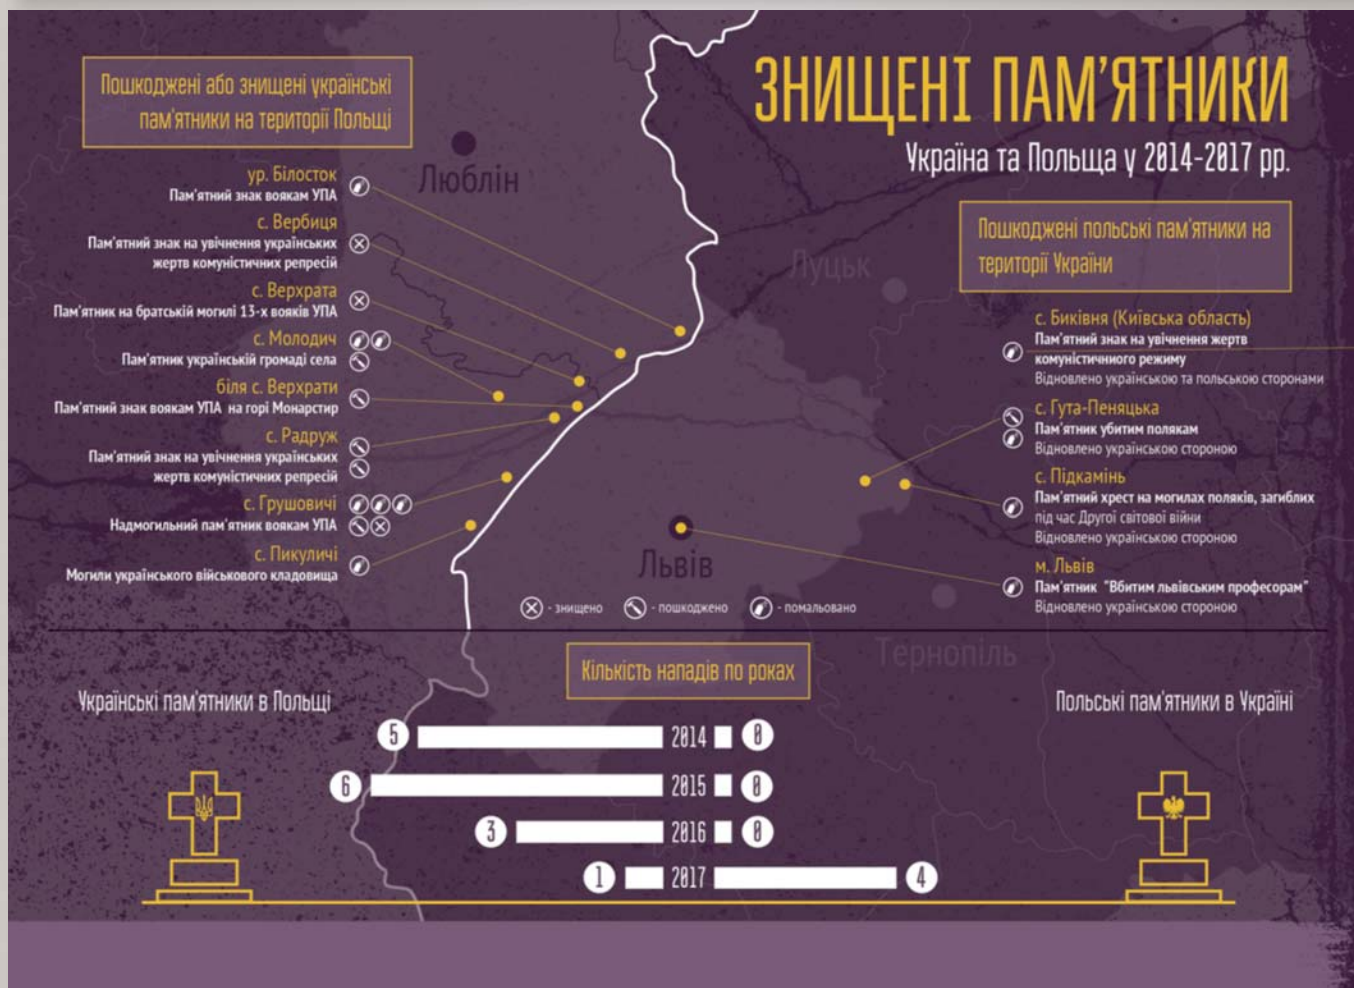 ЗНИЩЕНІ ПАМ'ЯТНИКИ
Україна та Польща у 2014-2017 рр.
Пошкоджені або знищені українські
пам'ятники на території Польщі
ур. Білосток
Пам'ятний знак воякам УПА
с. Вербиця
Пам'ятний знак на увічнення українських
жертв комуністичних репресій
с. Верхрата
Пам'ятник на братській могилі 13-х вояків УПА
с. Молодич
Пам'ятник українській громаді села
біля с. Верхрати
Пам'ятний знак воякам УПА на горі Монарстир
с. Радруж
Пам'ятний знак на увічнення українських
жертв комуністичних репресій
с. Грушовичі
Надмогильний пам'ятник воякам УПА
с. Пикуличі
Могили українського військового кладовища
Люблін
Луцьк
Львів
Тернопіль
Пошкоджені польські пам'ятники на
території України
с. Биківня (Київська область)
Пам'ятний знак на увічнення жертв
комуністичниого режиму
Відновлено українською та польською сторонами
с. Гута-Пеняцька
Пам'ятник убитим полякам
Відновлено українською стороною
с. Підкамінь
Пам'ятний хрест на могилах поляків, загиблих
під час Другої світової війни
Відновлено українською стороною
м. Львів
Пам'ятник "Вбитим львівським професорам"
Відновлено українською стороною
- знищено - пошкоджено - помальовано
Кількість нападів по роках
Українські пам'ятники в Польщі
Польські пам'ятники в Україні
5 2014 0
6 2015 0
3 2016 0
1 2017 4